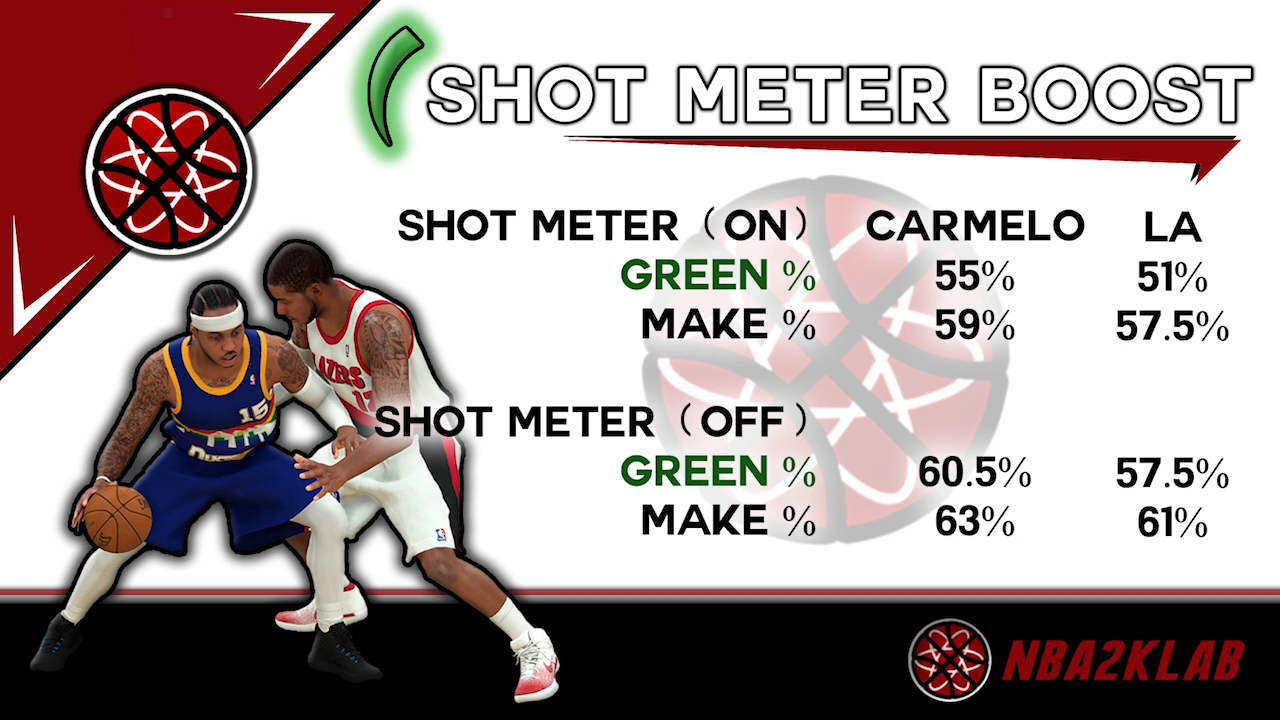 SHOT METER BOOST
SHOT METER (ON) CARMELO LA
GREEN % 55% 51%
MAKE % 59% 57.5%
SHOT METER (OFF)
GREEN % 60.5% 57.5%
MAKE % 63% 61%
15
NBA2KLAB